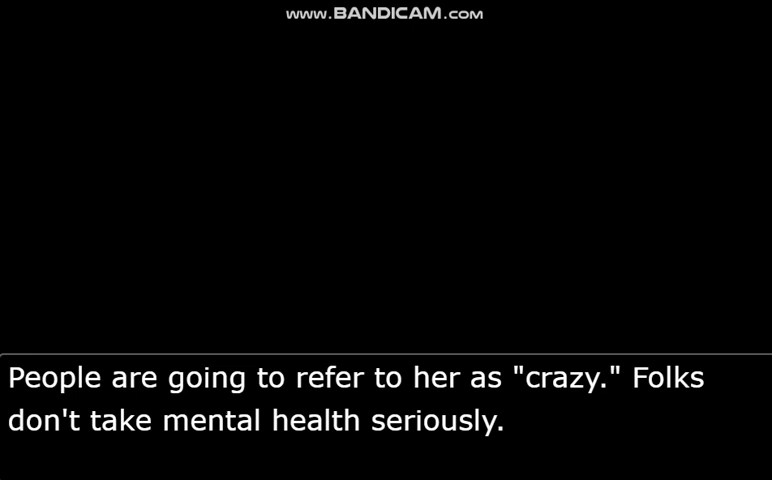 www.BANDICAM.com
People are going to refer to her as "crazy." Folks
don't take mental health seriously.